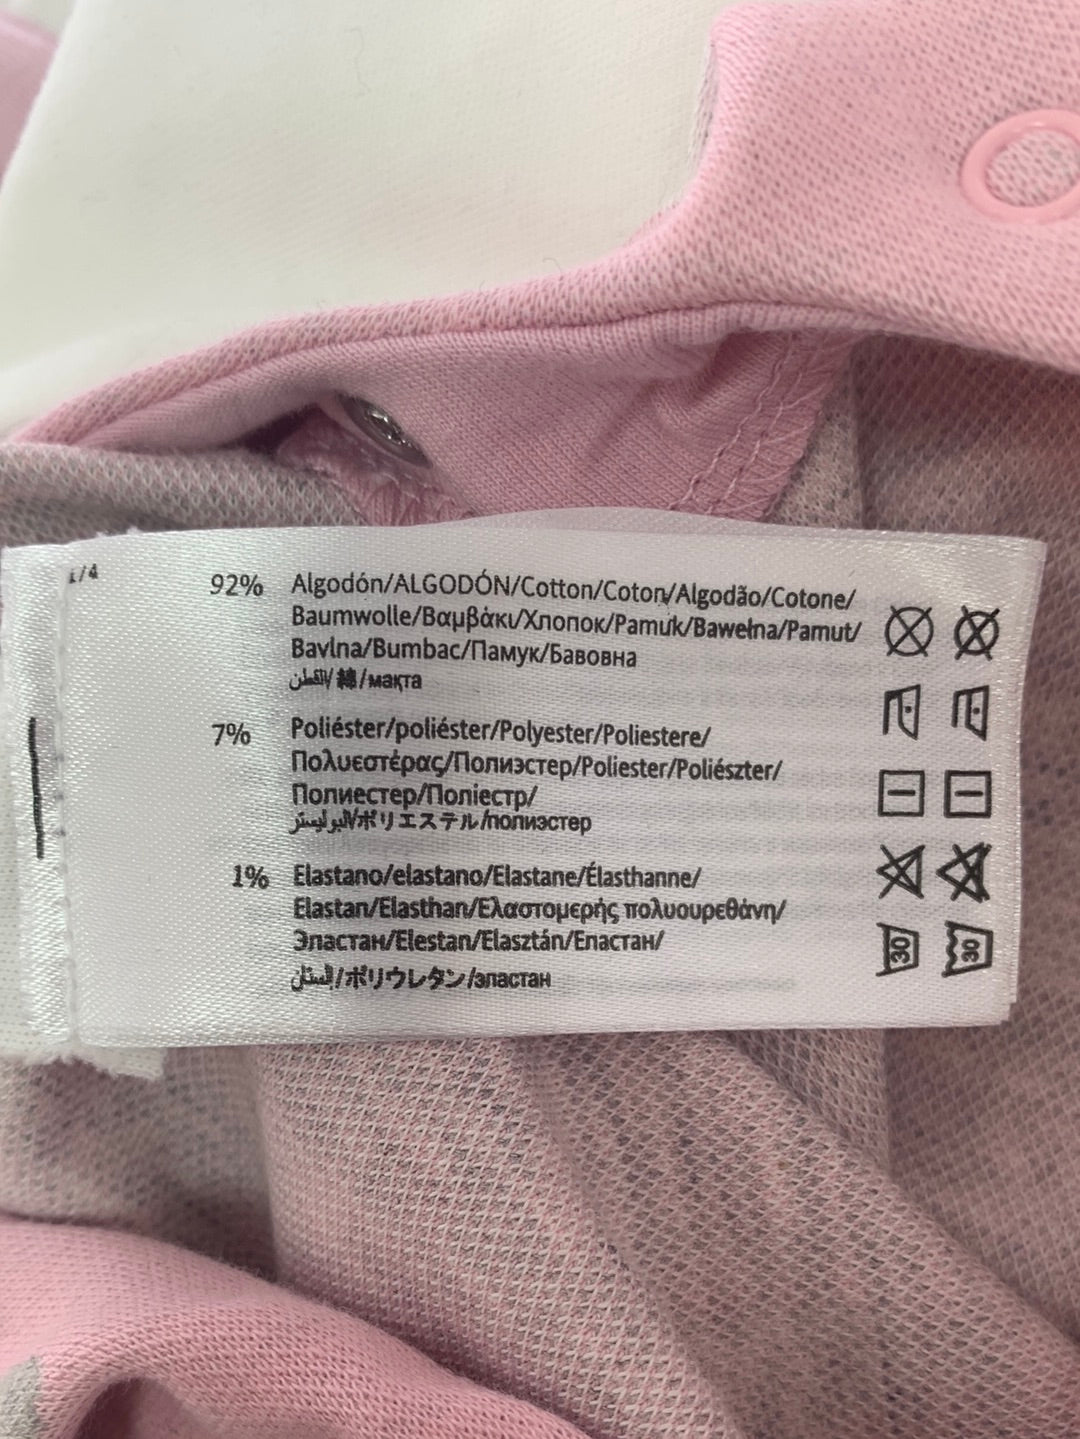 1/4
92% Algodón/ALGODÓN/Cotton/Coton/Algodão/Cotone/
Baumwolle/Βαμβάκι/Хлопок/Pamuk/Bawełna/Pamut/
Bavlna/Bumbac/Памук/Бавовна
القطن/綿/мақта
7% Poliéster/poliéster/Polyester/Poliestere/
Πολυεστέρας/Полиэстер/Poliester/Poliészter/
Полиестер/Поліестр/
البوليستر/ポリエステル/полиэстер
1% Elastano/elastano/Elastane/Élasthanne/
Elastan/Elasthan/Ελαστομερής πολυουρεθάνη/
Эластан/Elestan/Elasztán/Еластан/
إلستان/ポリウレタン/эластан
30 30